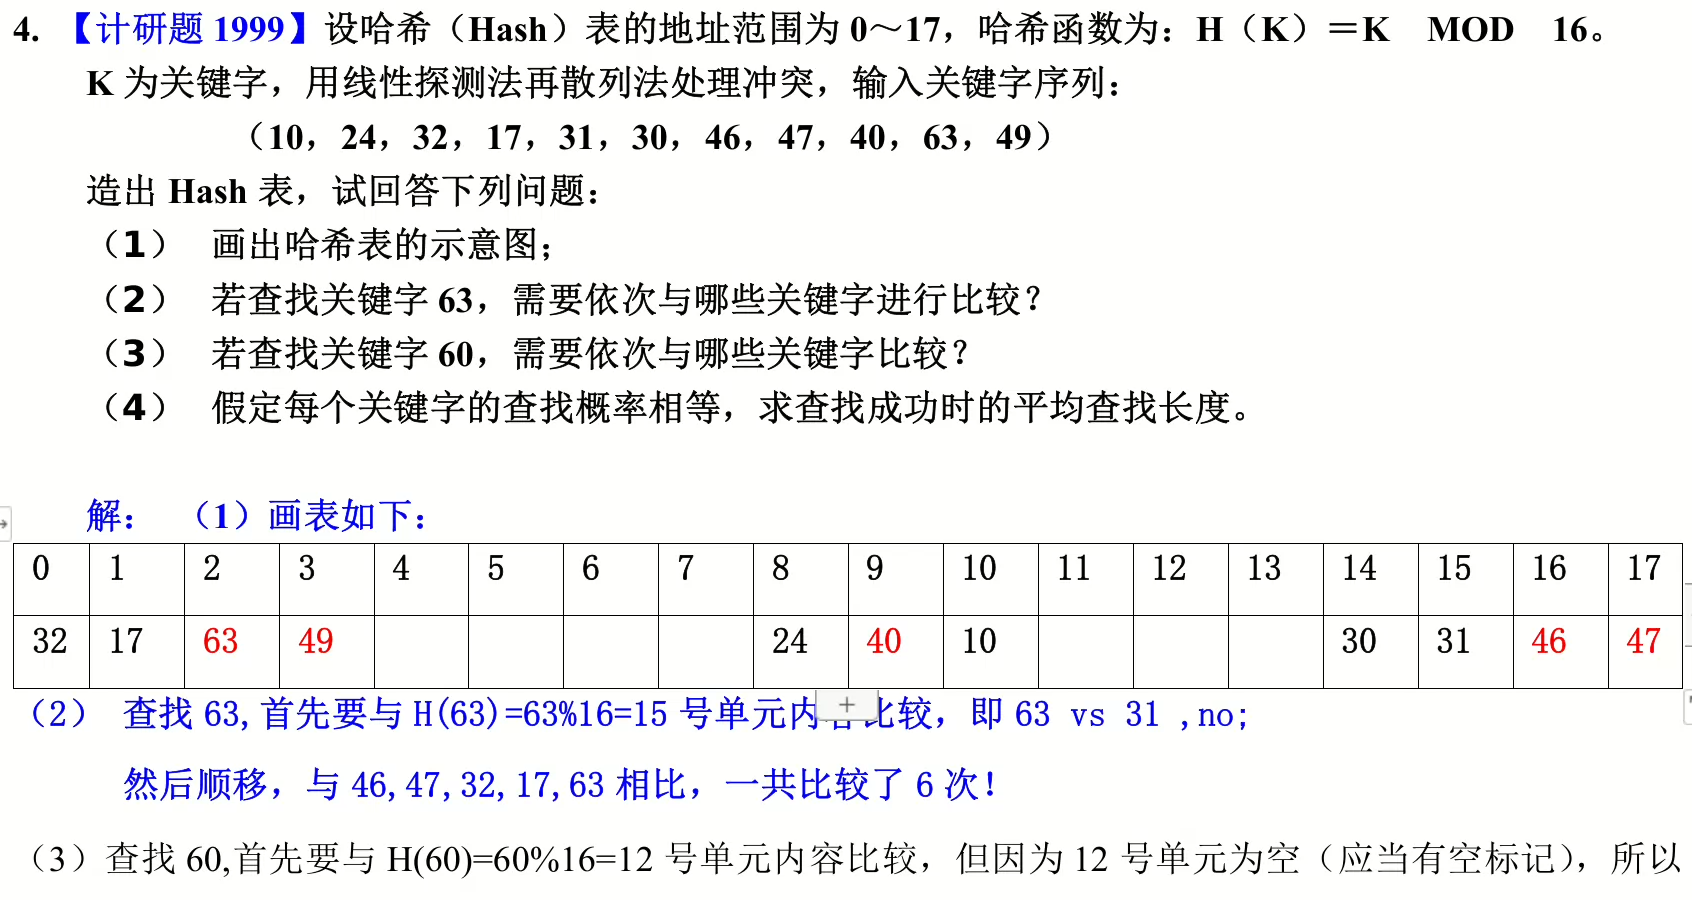 4. 【计研题 1999】设哈希（Hash）表的地址范围为 0～17，哈希函数为：H（K）＝K MOD 16。
K 为关键字，用线性探测法再散列法处理冲突，输入关键字序列：
（10，24，32，17，31，30，46，47，40，63，49）
造出 Hash 表，试回答下列问题：
（1） 画出哈希表的示意图；
（2） 若查找关键字 63，需要依次与哪些关键字进行比较？
（3） 若查找关键字 60，需要依次与哪些关键字比较？
（4） 假定每个关键字的查找概率相等，求查找成功时的平均查找长度。
解： （1）画表如下：
0 1 2 3 4 5 6 7 8 9 10 11 12 13 14 15 16 17
32 17 63 49 24 40 10 30 31 46 47
（2） 查找 63,首先要与 H(63)=63%16=15 号单元内容比较，即 63 vs 31 ,no;
然后顺移，与 46,47,32,17,63 相比，一共比较了 6 次！
（3）查找 60,首先要与 H(60)=60%16=12 号单元内容比较，但因为 12 号单元为空（应当有空标记），所以